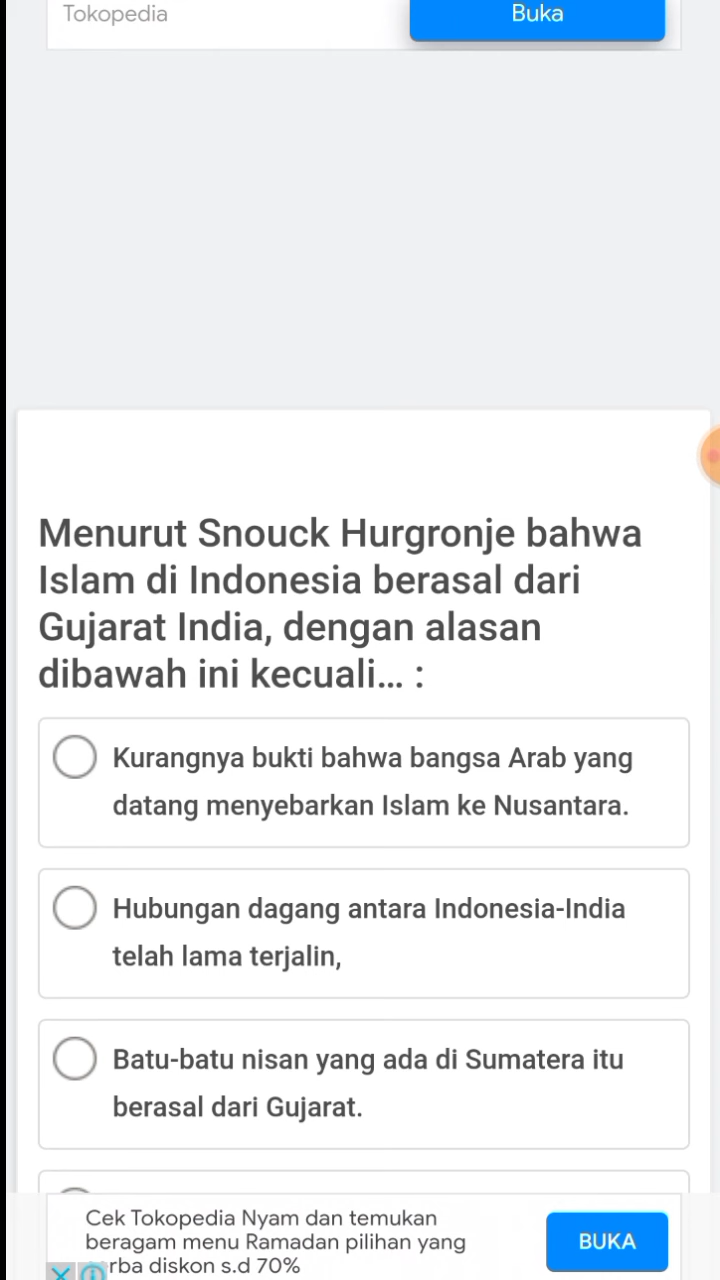 Tokopedia
Buka
Menurut Snouck Hurgronje bahwa
Islam di Indonesia berasal dari
Gujarat India, dengan alasan
dibawah ini kecuali... :
Kurangnya bukti bahwa bangsa Arab yang
datang menyebarkan Islam ke Nusantara.
Hubungan dagang antara Indonesia-India
telah lama terjalin,
Batu-batu nisan yang ada di Sumatera itu
berasal dari Gujarat.
Cek Tokopedia Nyam dan temukan
beragam menu Ramadan pilihan yang
diskon s.d 70%
BUKA